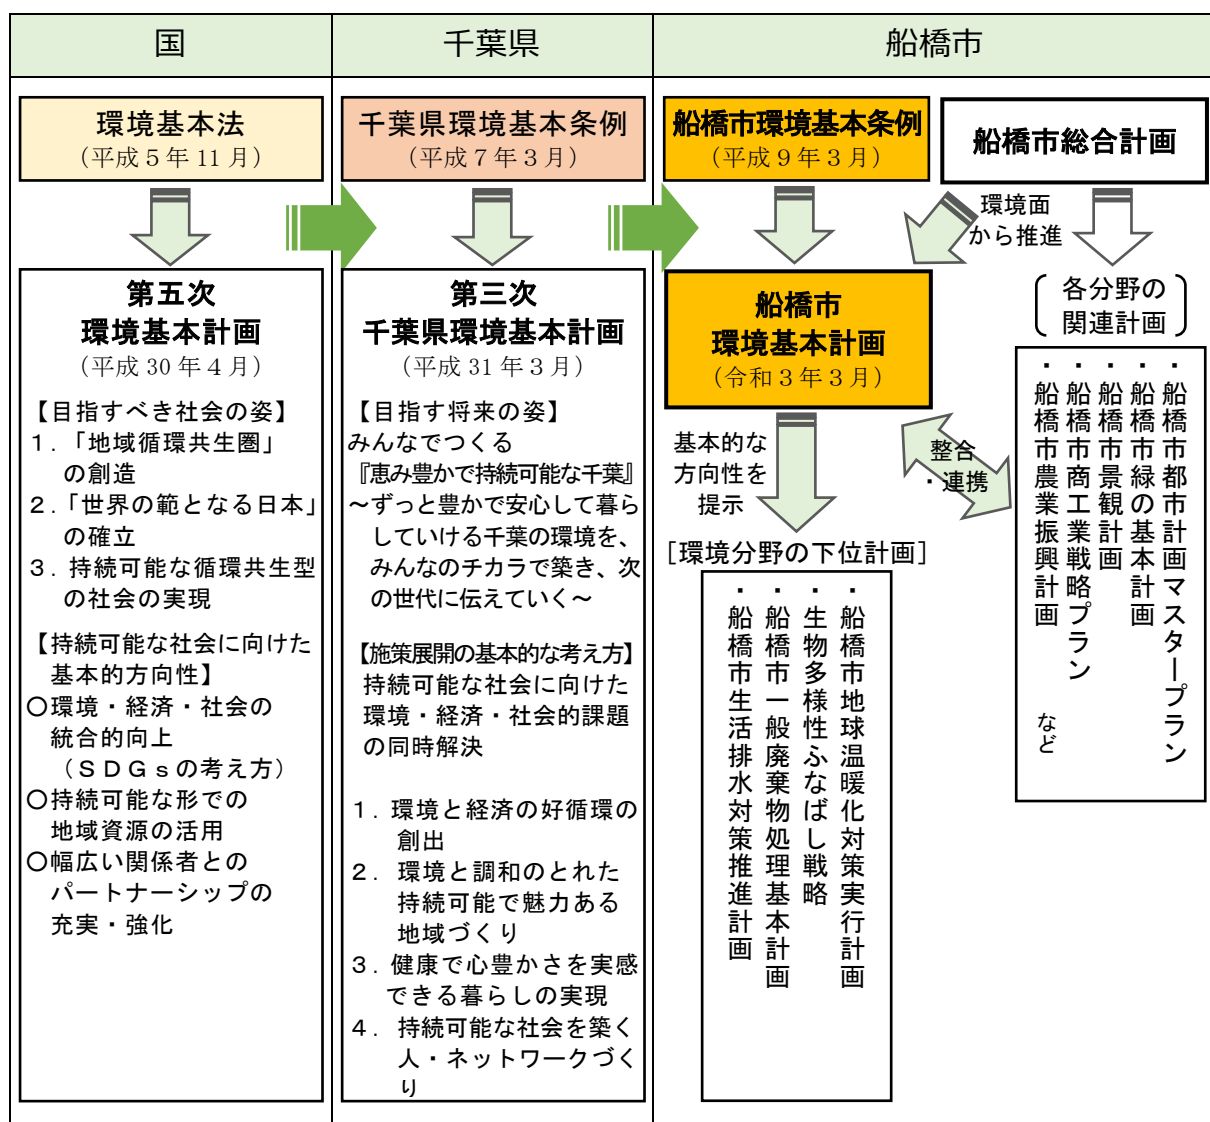 国
千葉県
船橋市
環境基本法
（平成５年11月）
第五次
環境基本計画
（平成30年４月）
【目指すべき社会の姿】
１．「地域循環共生圏」
の創造
２．「世界の範となる日本」
の確立
３．持続可能な循環共生型
の社会の実現
【持続可能な社会に向けた
基本的方向性】
〇環境・経済・社会の
統合的向上
（ＳＤＧｓの考え方）
〇持続可能な形での
地域資源の活用
〇幅広い関係者との
パートナーシップの
充実・強化
千葉県環境基本条例
（平成７年３月）
第三次
千葉県環境基本計画
（平成31年３月）
【目指す将来の姿】
みんなでつくる
『恵み豊かで持続可能な千葉』
～ずっと豊かで安心して暮ら
していける千葉の環境を、
みんなのチカラで築き、次
の世代に伝えていく～
【施策展開の基本的な考え方】
持続可能な社会に向けた
環境・経済・社会的課題
の同時解決
１．環境と経済の好循環の
創出
２．環境と調和のとれた
持続可能で魅力ある
地域づくり
３．健康で心豊かさを実感
できる暮らしの実現
４．持続可能な社会を築く
人・ネットワークづく
り
船橋市環境基本条例
（平成９年３月）
船橋市総合計画
環境面
から推進
船橋市
環境基本計画
（令和３年３月）
各分野の
関連計画
・船橋市都市計画マスタープラン
・船橋市緑の基本計画
・船橋市景観計画
・船橋市商工業戦略プラン
・船橋市農業振興計画
など
整合
・連携
基本的な
方向性を
提示
［環境分野の下位計画］
・船橋市地球温暖化対策実行計画
・生物多様性ふなばし戦略
・船橋市一般廃棄物処理基本計画
・船橋市生活排水対策推進計画